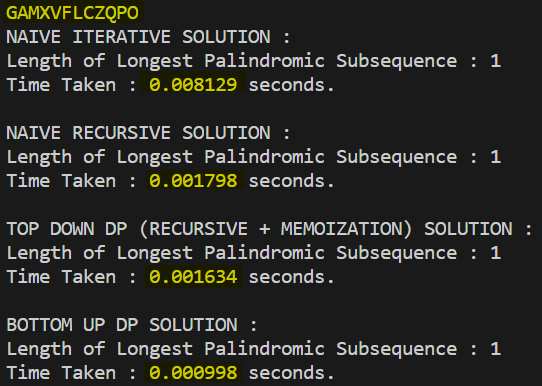 GAMXVFLCZQPO
NAIVE ITERATIVE SOLUTION :
Length of Longest Palindromic Subsequence : 1
Time Taken : 0.008129 seconds.
NAIVE RECURSIVE SOLUTION :
Length of Longest Palindromic Subsequence : 1
Time Taken : 0.001798 seconds.
TOP DOWN DP (RECURSIVE + MEMOIZATION) SOLUTION :
Length of Longest Palindromic Subsequence : 1
Time Taken : 0.001634 seconds.
BOTTOM UP DP SOLUTION :
Length of Longest Palindromic Subsequence : 1
Time Taken : 0.000998 seconds.